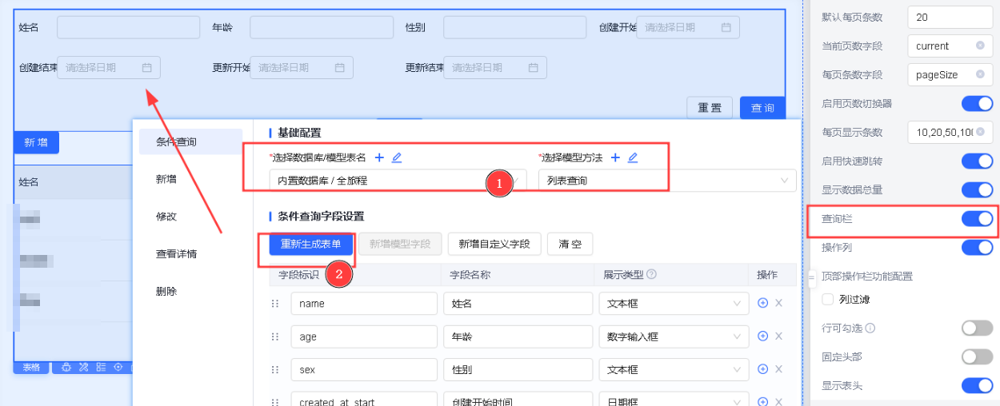 姓名
年龄
性别
创建开始
请选择日期
创建结束
请选择日期
更新开始
请选择日期
更新结束
请选择日期
重置
查询
新增
姓名
表格
条件查询
新增
修改
查看详情
删除
基础配置
*选择数据库/模型表名
*选择模型方法
内置数据库 / 全旅程
列表查询
1
条件查询字段设置
重新生成表单
新增模型字段
新增自定义字段
清空
2
字段标识
字段名称
展示类型
操作
name
姓名
文本框
age
年龄
数字输入框
sex
性别
文本框
created_at_start
创建开始时间
日期框
默认每页条数
20
当前页数字段
current
每页条数字段
pageSize
启用页数切换器
每页显示条数
10,20,50,100
启用快速跳转
显示数据总量
查询栏
操作列
顶部操作栏功能配置
列过滤
行可勾选
固定头部
显示表头